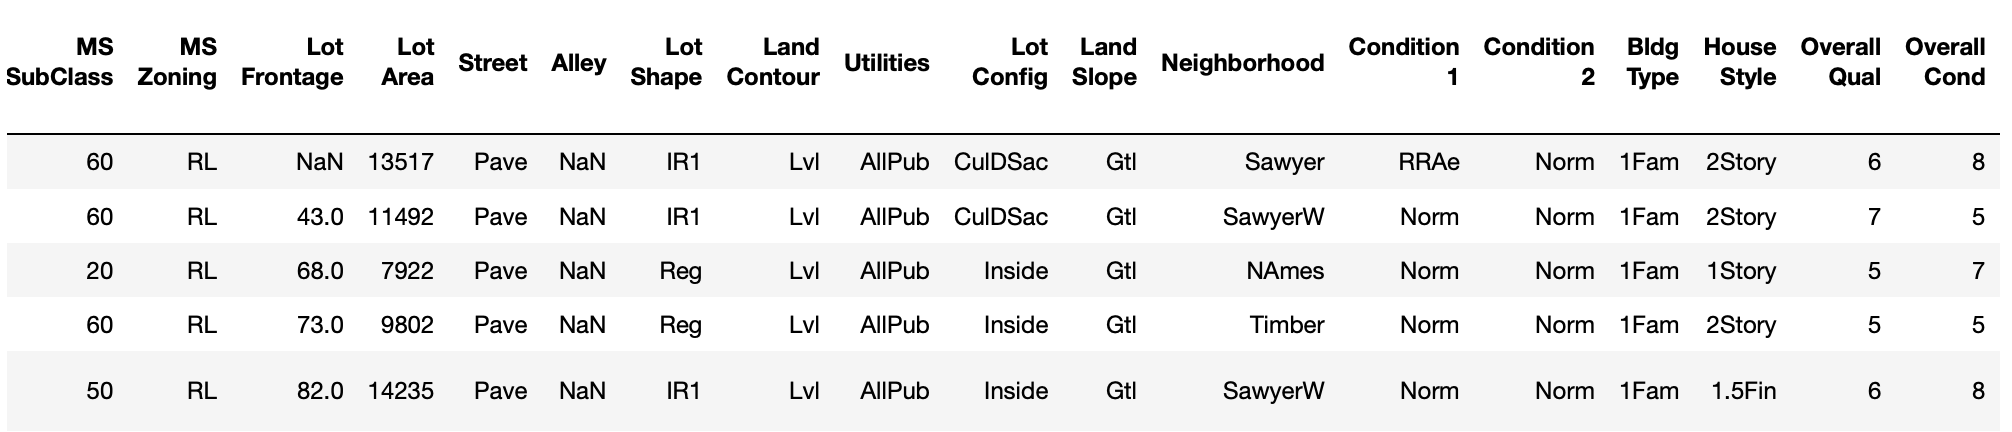 MS SubClass MS Zoning Lot Frontage Lot Area Street Alley Lot Shape Land Contour Utilities Lot Config Land Slope Neighborhood Condition 1 Condition 2 Bldg Type House Style Overall Qual Overall Cond
60 RL NaN 13517 Pave NaN IR1 Lvl AllPub CulDSac Gtl Sawyer RRAe Norm 1Fam 2Story 6 8
60 RL 43.0 11492 Pave NaN IR1 Lvl AllPub CulDSac Gtl SawyerW Norm Norm 1Fam 2Story 7 5
20 RL 68.0 7922 Pave NaN Reg Lvl AllPub Inside Gtl NAmes Norm Norm 1Fam 1Story 5 7
60 RL 73.0 9802 Pave NaN Reg Lvl AllPub Inside Gtl Timber Norm Norm 1Fam 2Story 5 5
50 RL 82.0 14235 Pave NaN IR1 Lvl AllPub Inside Gtl SawyerW Norm Norm 1Fam 1.5Fin 6 8